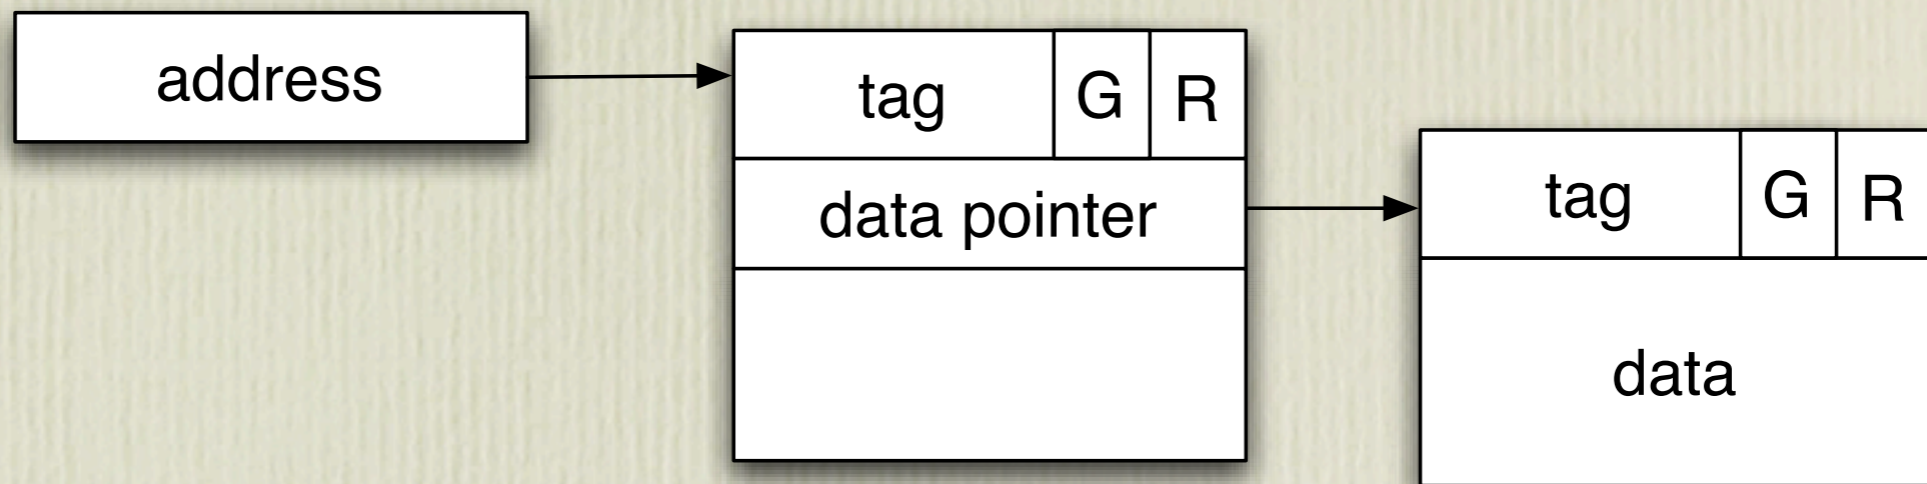 address
tag G R
data pointer
tag G R
data